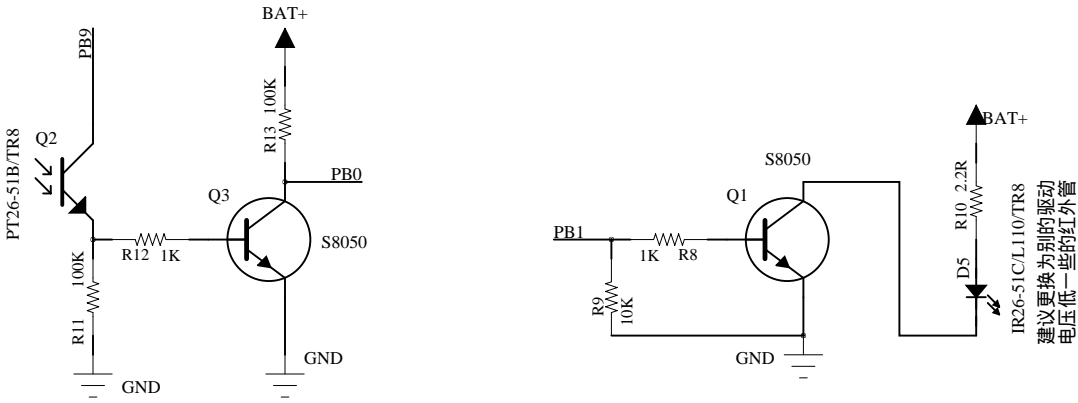 BAT+
PB9
R13 100K
Q2
PT26-51B/TR8
PB0
Q3
S8050
R12 1K
100K
R11
GND
GND
S8050
Q1
PB1
1K R8
R9
10K
GND
BAT+
R10 2.2R
D5
IR26-51C/L110/TR8
建议更换为别的驱动
电压低一些的红外管